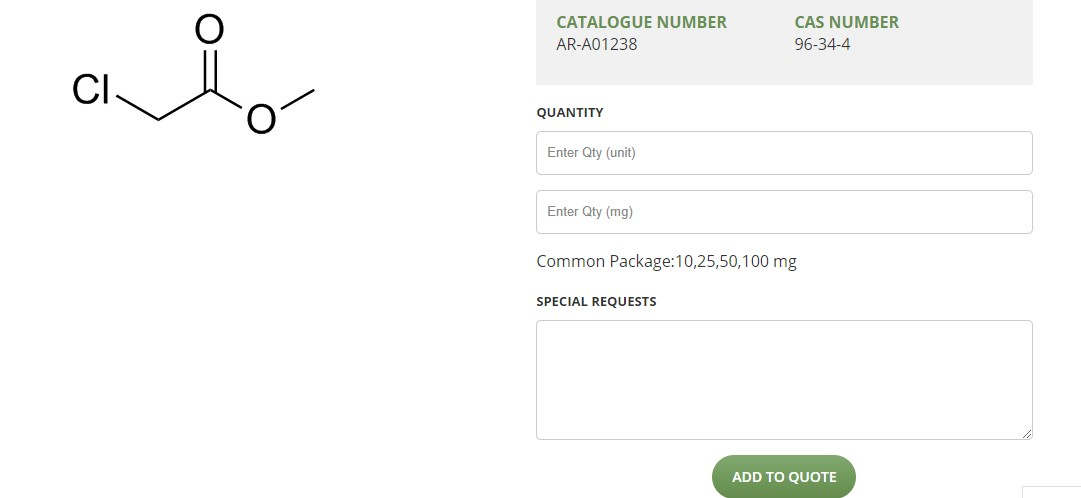 O
Cl
O
CATALOGUE NUMBER
AR-A01238
CAS NUMBER
96-34-4
QUANTITY
Enter Qty (unit)
Enter Qty (mg)
Common Package:10,25,50,100 mg
SPECIAL REQUESTS
ADD TO QUOTE